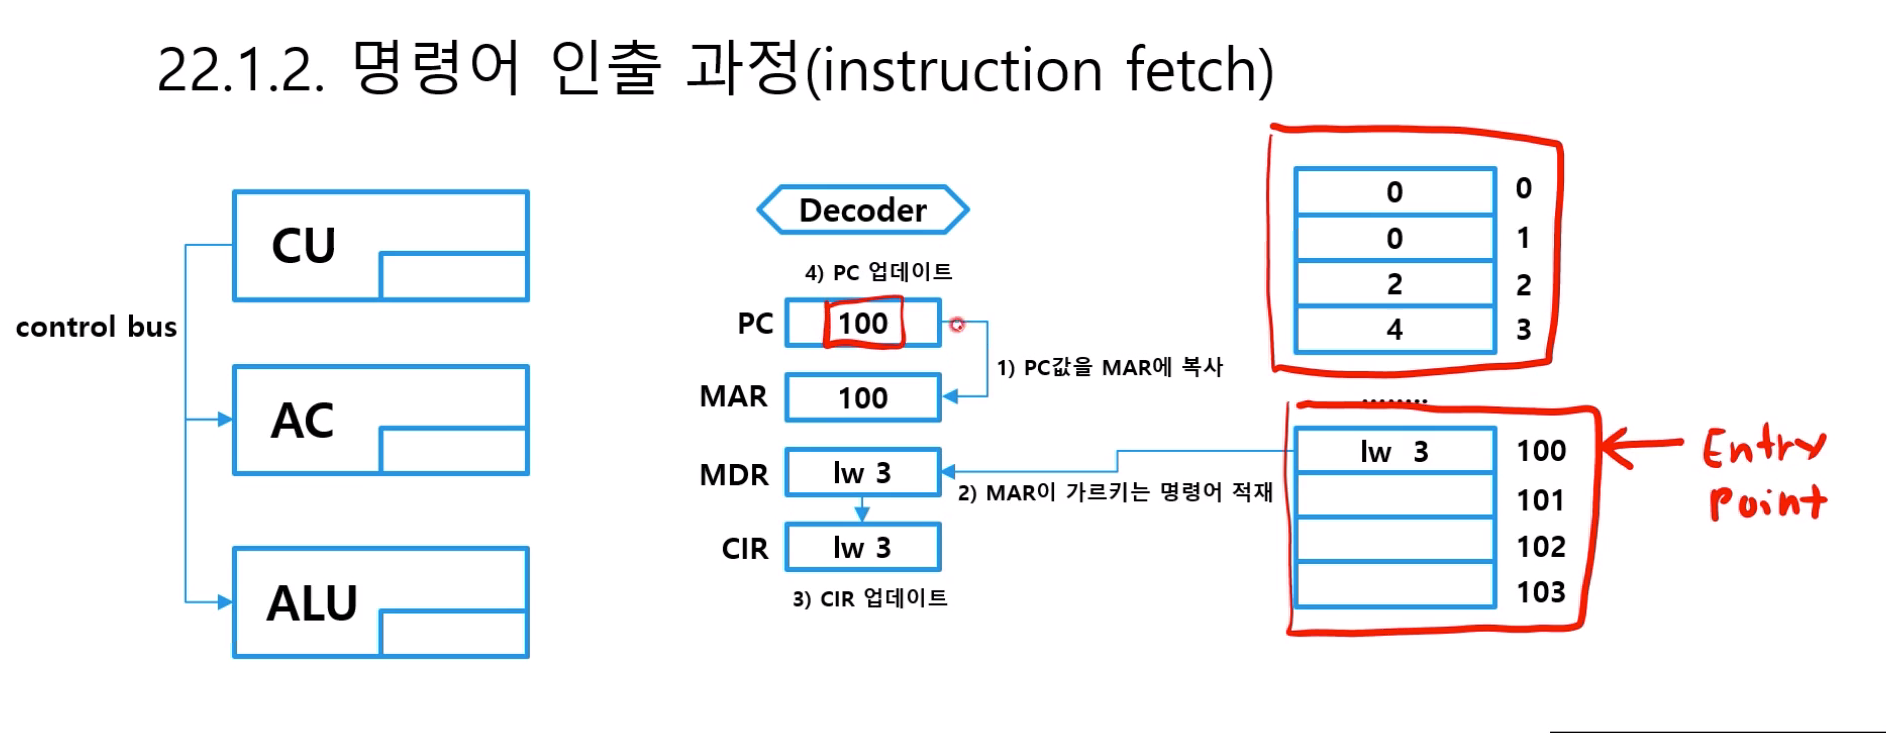 22.1.2. 명령어 인출 과정(instruction fetch)
CU
control bus
AC
ALU
Decoder
4) PC 업데이트
PC 100
1) PC값을 MAR에 복사
MAR 100
MDR lw 3
2) MAR이 가르키는 명령어 적재
CIR lw 3
3) CIR 업데이트
0 0
0 1
2 2
4 3
........
lw 3 100
101
102
103
Entry
Point